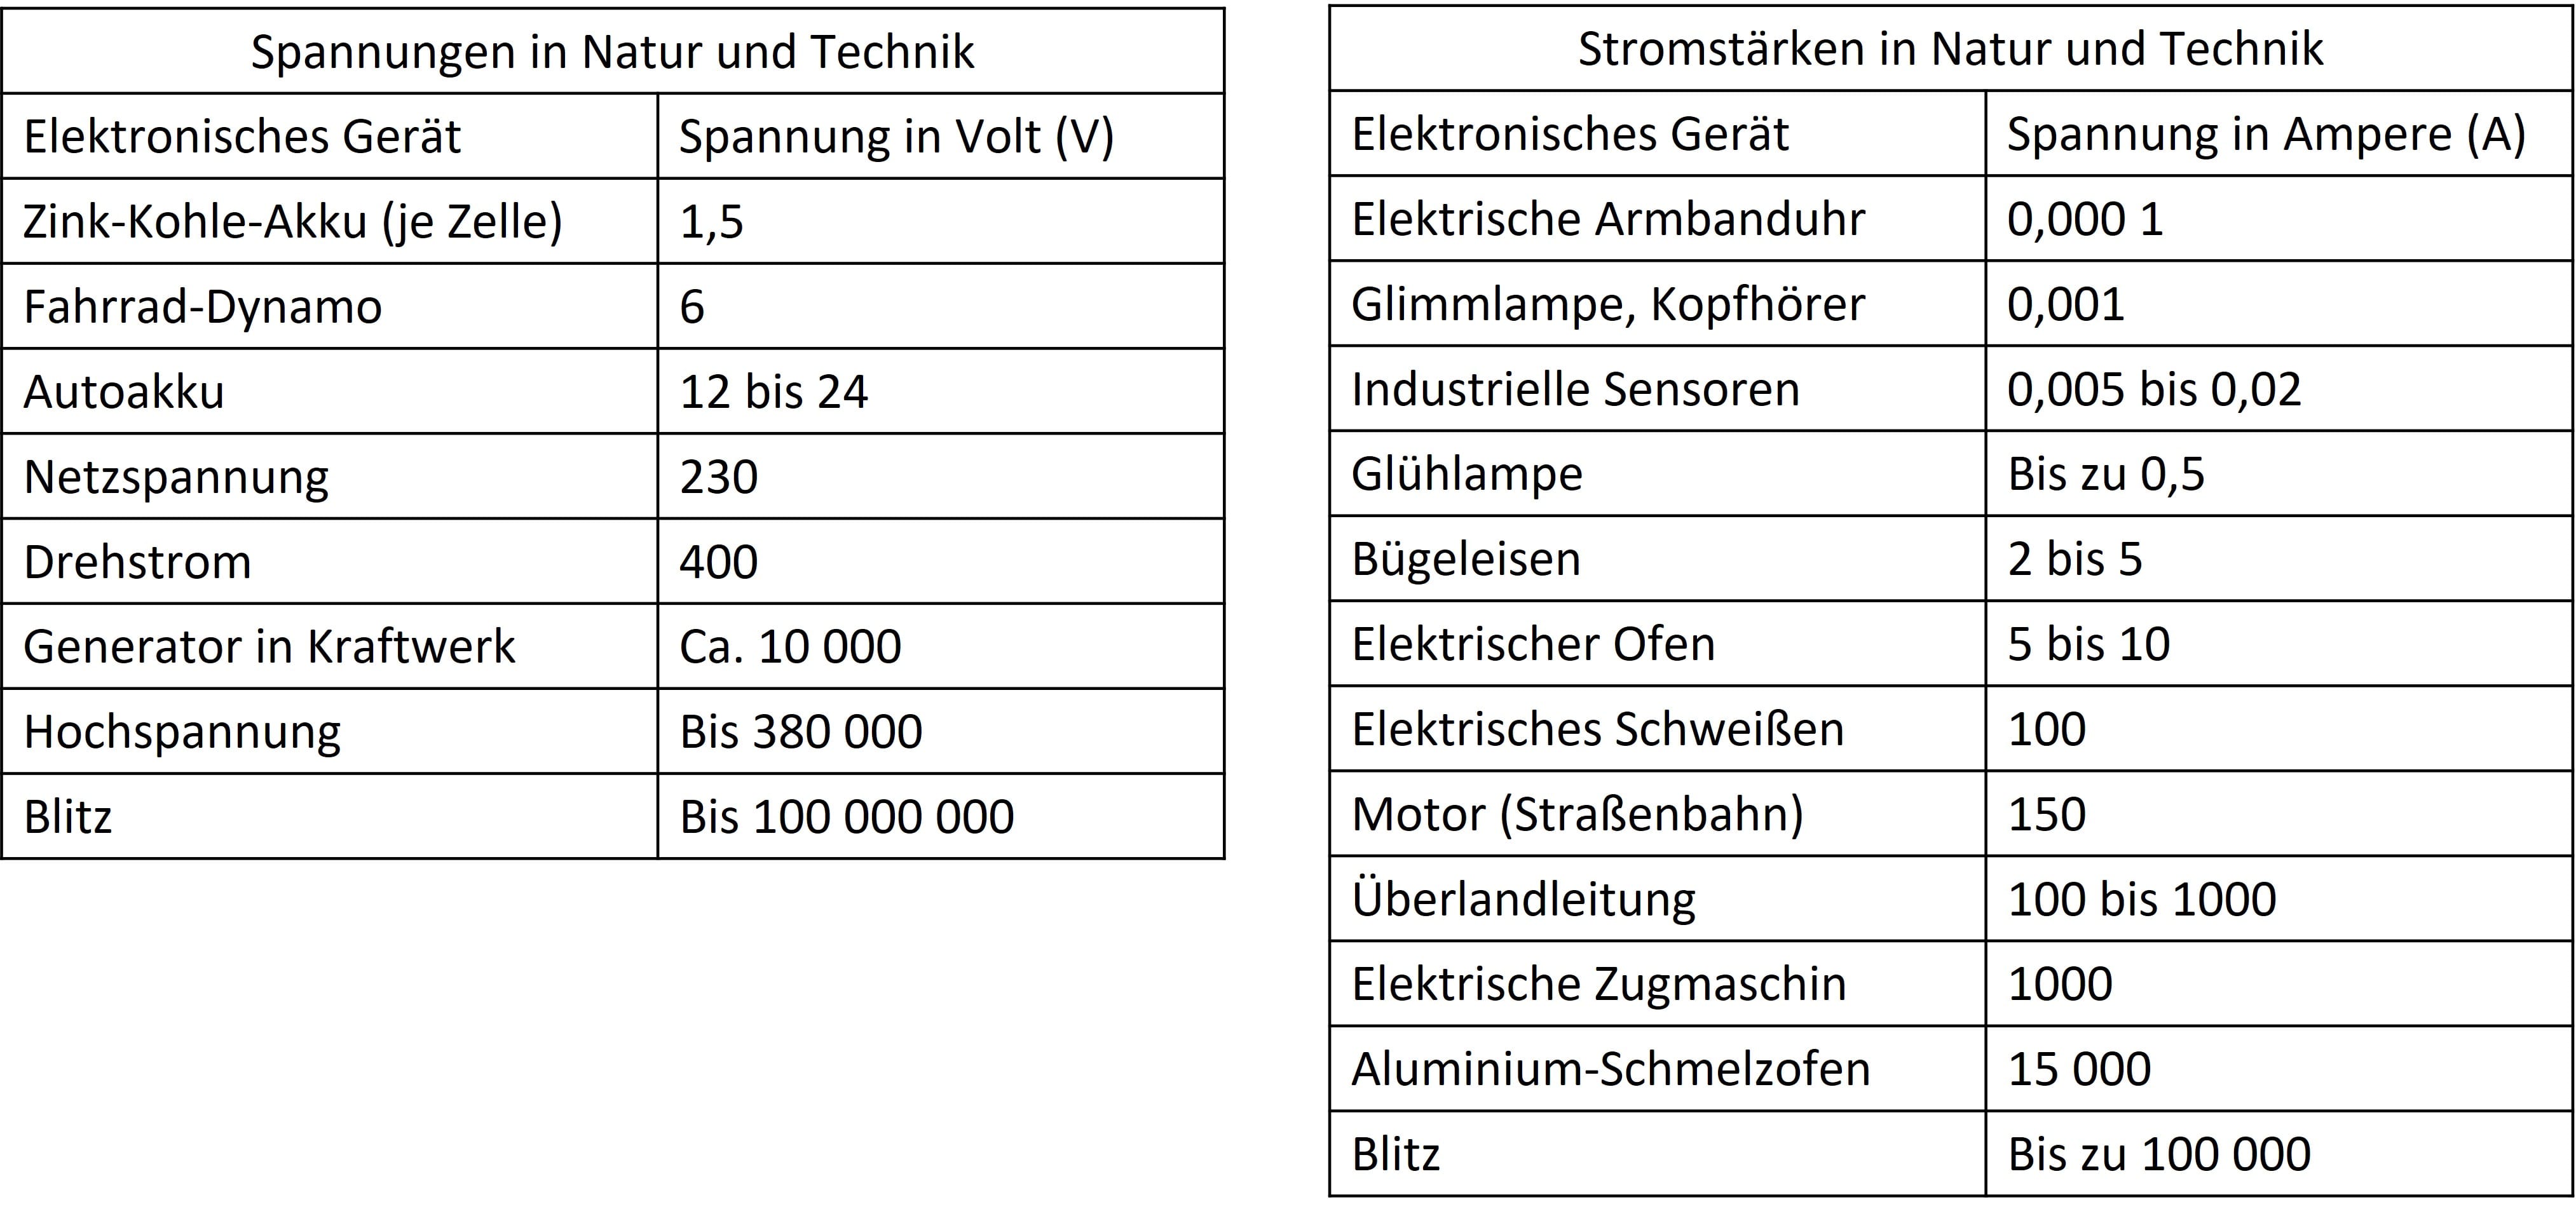 Spannungen in Natur und Technik
Elektronisches Gerät Spannung in Volt (V)
Zink-Kohle-Akku (je Zelle) 1,5
Fahrrad-Dynamo 6
Autoakku 12 bis 24
Netzspannung 230
Drehstrom 400
Generator in Kraftwerk Ca. 10 000
Hochspannung Bis 380 000
Blitz Bis 100 000 000
Stromstärken in Natur und Technik
Elektronisches Gerät Spannung in Ampere (A)
Elektrische Armbanduhr 0,000 1
Glimmlampe, Kopfhörer 0,001
Industrielle Sensoren 0,005 bis 0,02
Glühlampe Bis zu 0,5
Bügeleisen 2 bis 5
Elektrischer Ofen 5 bis 10
Elektrisches Schweißen 100
Motor (Straßenbahn) 150
Überlandleitung 100 bis 1000
Elektrische Zugmaschin 1000
Aluminium-Schmelzofen 15 000
Blitz Bis zu 100 000